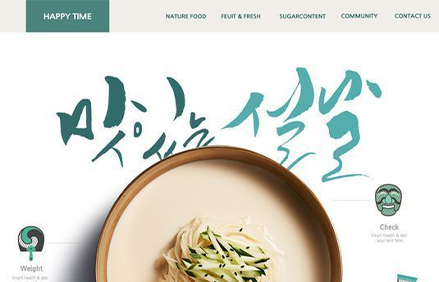 HAPPY TIME
NATURE FOOD
FEUIT & FRESH
SUGARCONTENT
COMMUNITY
CONTACT US
맛있는 설날
Check
Smart health & diet
Your text here
Weight
Smart health & diet